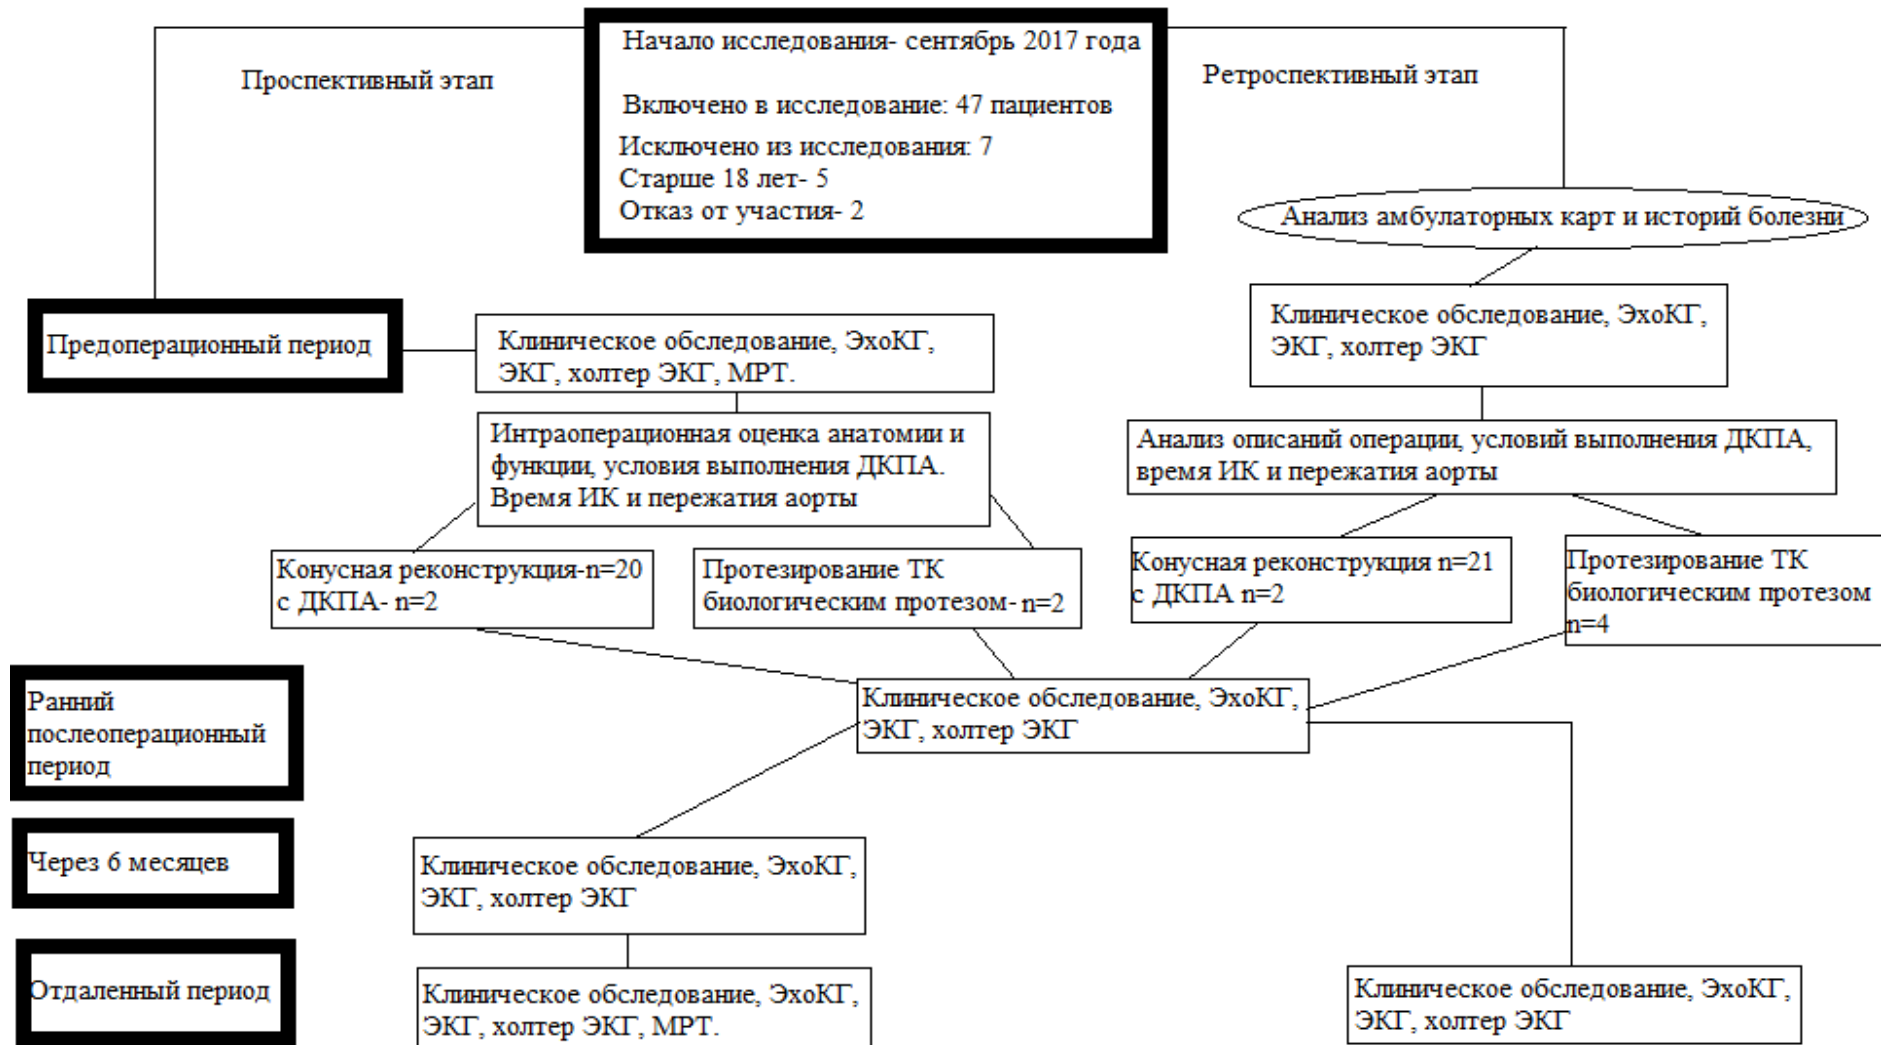 Начало исследования- сентябрь 2017 года
Включено в исследование: 47 пациентов
Исключено из исследования: 7
Старше 18 лет- 5
Отказ от участия- 2
Проспективный этап
Ретроспективный этап
Анализ амбулаторных карт и историй болезни
Предоперационный период
Клиническое обследование, ЭхоКГ,
ЭКГ, холтер ЭКГ, МРТ.
Клиническое обследование, ЭхоКГ,
ЭКГ, холтер ЭКГ
Интраоперационная оценка анатомии и
функции, условия выполнения ДКПА.
Время ИК и пережатия аорты
Анализ описаний операции, условий выполнения ДКПА,
время ИК и пережатия аорты
Конусная реконструкция-n=20
с ДКПА- n=2
Протезирование ТК
биологическим протезом- n=2
Конусная реконструкция n=21
с ДКПА n=2
Протезирование ТК
биологическим протезом
n=4
Ранний
послеоперационный
период
Клиническое обследование, ЭхоКГ,
ЭКГ, холтер ЭКГ
Через 6 месяцев
Клиническое обследование, ЭхоКГ,
ЭКГ, холтер ЭКГ
Отдаленный период
Клиническое обследование, ЭхоКГ,
ЭКГ, холтер ЭКГ, МРТ.
Клиническое обследование, ЭхоКГ,
ЭКГ, холтер ЭКГ